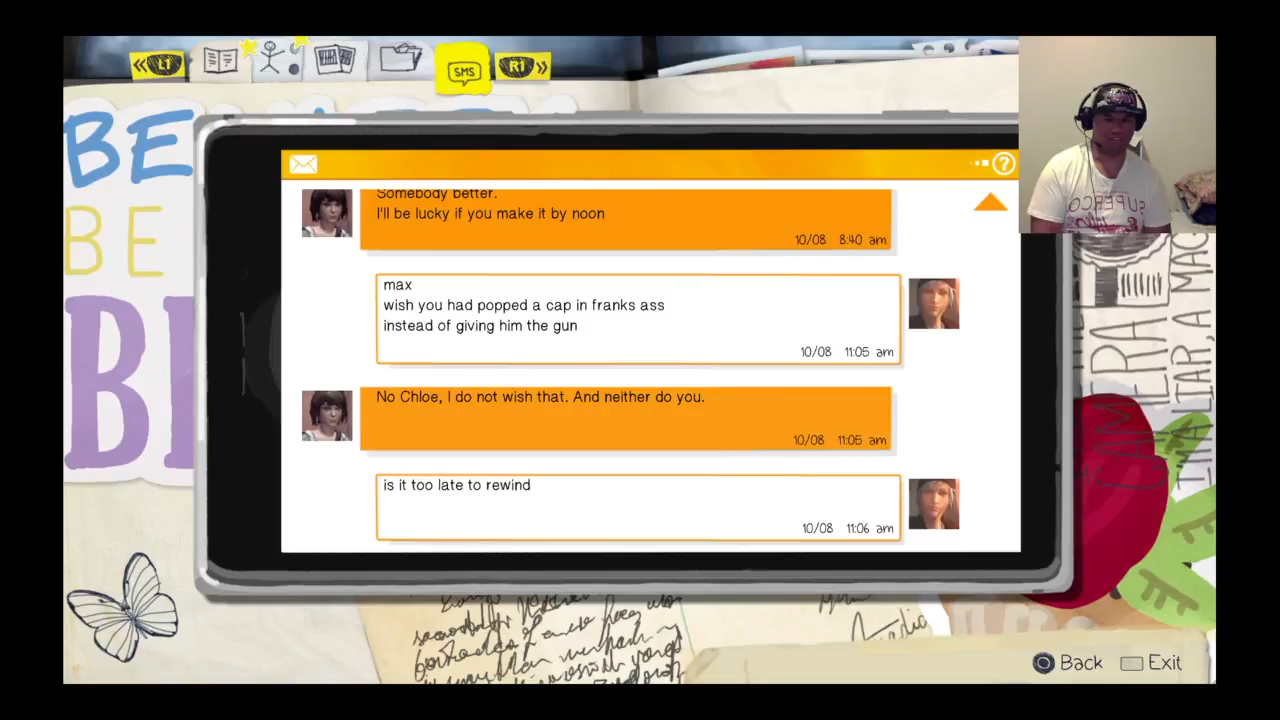 L1
SMS
R1
BE
BE
?
Somebody better.
I'll be lucky if you make it by noon
10/08 8:40 am
max
wish you had popped a cap in franks ass
instead of giving him the gun
10/08 11:05 am
No Chloe, I do not wish that. And neither do you.
10/08 11:05 am
is it too late to rewind
10/08 11:06 am
SUPERCO
Back
Exit